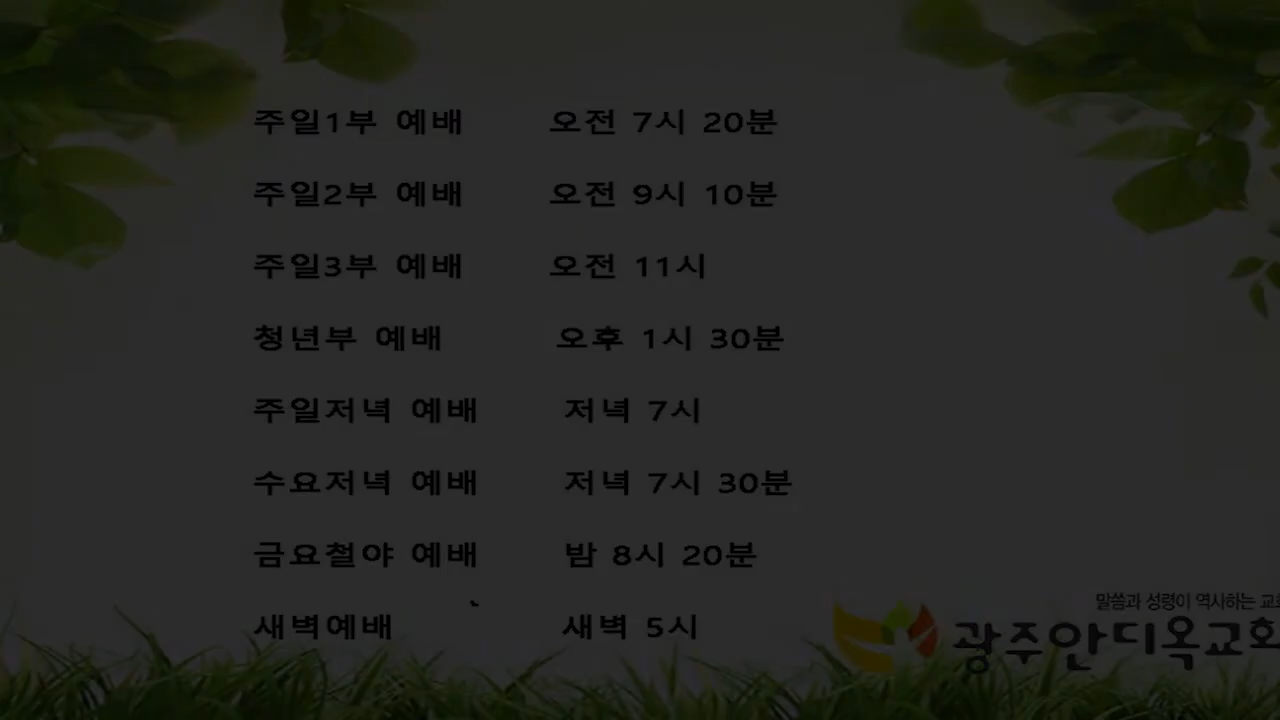 주일1부 예배 오전 7시 20분
주일2부 예배 오전 9시 10분
주일3부 예배 오전 11시
청년부 예배 오후 1시 30분
주일저녁 예배 저녁 7시
수요저녁 예배 저녁 7시 30분
금요철야 예배 밤 8시 20분
새벽예배 새벽 5시
말씀과 성령이 역사하는 교회
광주안디옥교회